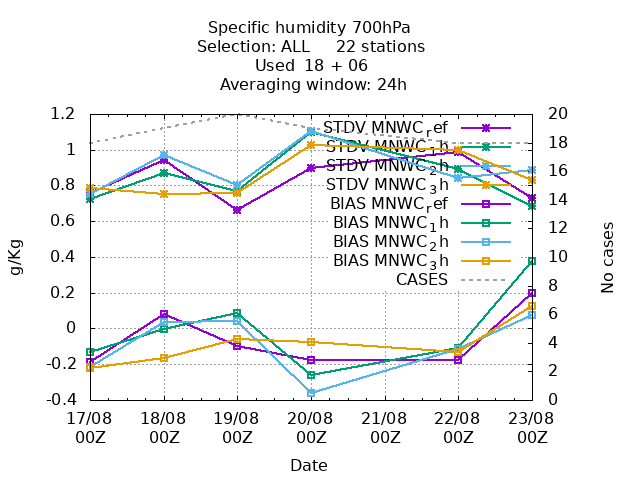 Specific humidity 700hPa
Selection: ALL 22 stations
Used 18 + 06
Averaging window: 24h
1.2
1
0.8
0.6
0.4
0.2
0
-0.2
-0.4
g/Kg
20
18
16
14
12
10
8
6
4
2
0
No cases
STDV MNWC_ref
STDV MNWC_1h
STDV MNWC_2h
STDV MNWC_3h
BIAS MNWC_ref
BIAS MNWC_1h
BIAS MNWC_2h
BIAS MNWC_3h
CASES
17/08 18/08 19/08 20/08 21/08 22/08 23/08
00Z 00Z 00Z 00Z 00Z 00Z 00Z
Date